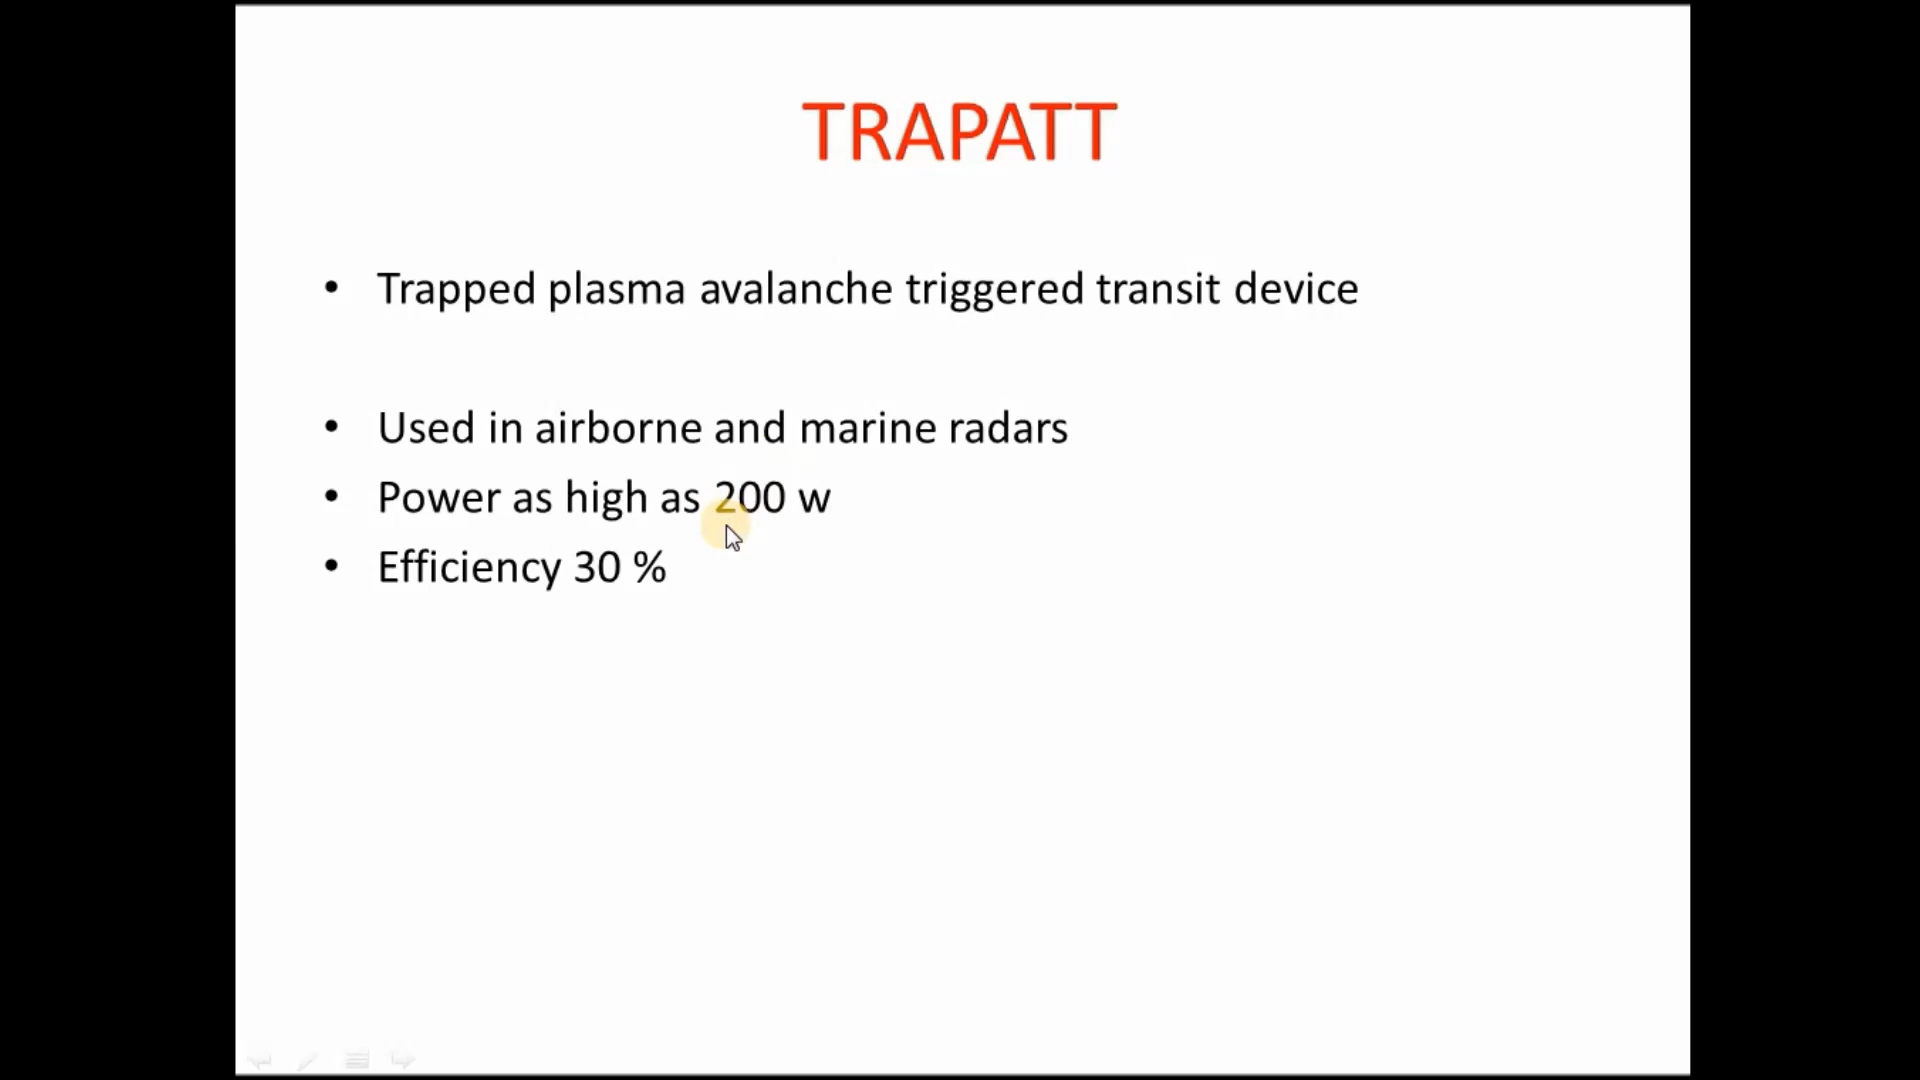 TRAPATT
• Trapped plasma avalanche triggered transit device
• Used in airborne and marine radars
• Power as high as 200 w
• Efficiency 30 %